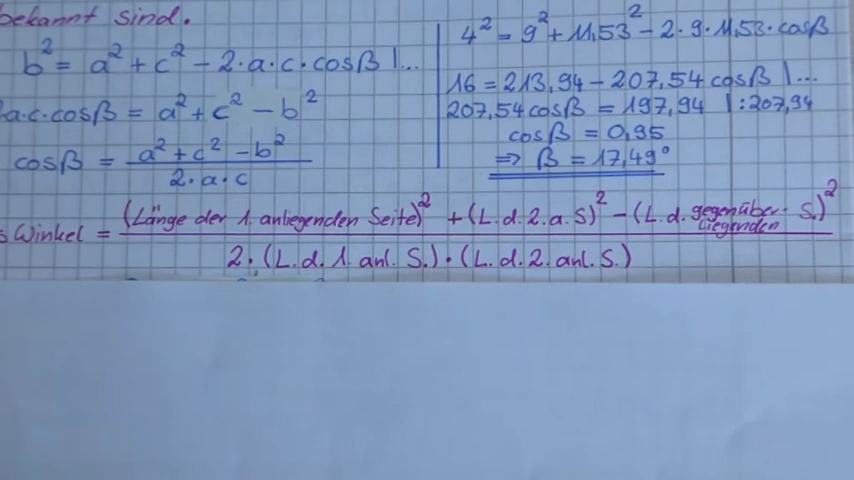 bekannt sind.
b² = a² + c² - 2·a·c·cosβ |...
a·c·cosβ = a² + c² - b²
cosβ = (a² + c² - b²) / (2·a·c)
4² = 9² + 11,53² - 2·9·11,53·cosβ
16 = 213,94 - 207,54 cosβ |...
207,54 cosβ = 197,94 |:207,94
cosβ = 0,95
=> β = 17,49°
s Winkel = ((Länge der 1. anliegenden Seite)² + (L.d.2.a.S)² - (L.d. gegenüberliegenden S.)²) / (2·(L.d.1. anl. S.)·(L.d.2. anl. S.))